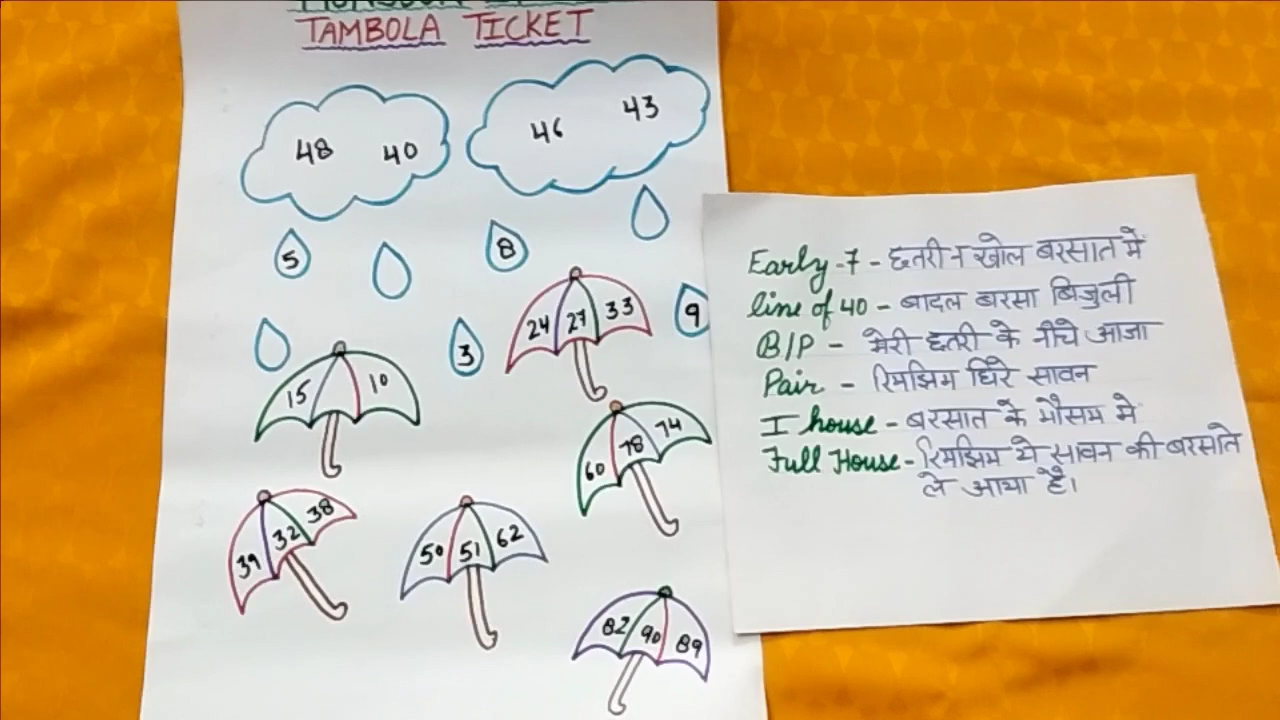 TAMBOLA TICKET
48 40
46 43
5
8
9
3
24 27 33
15 10
60 78 74
39 32 38
50 51 62
82 90 89
Early-7 - छतरी न खोल बरसात में
line of 40 - बादल बरसा बिजुली
B/P - मेरी छतरी के नीचे आजा
Pair - रिमझिम घिरे सावन
I house - बरसात के मौसम मे
Full House - रिमझिम ये सावन की बरसाते
ले आया है।